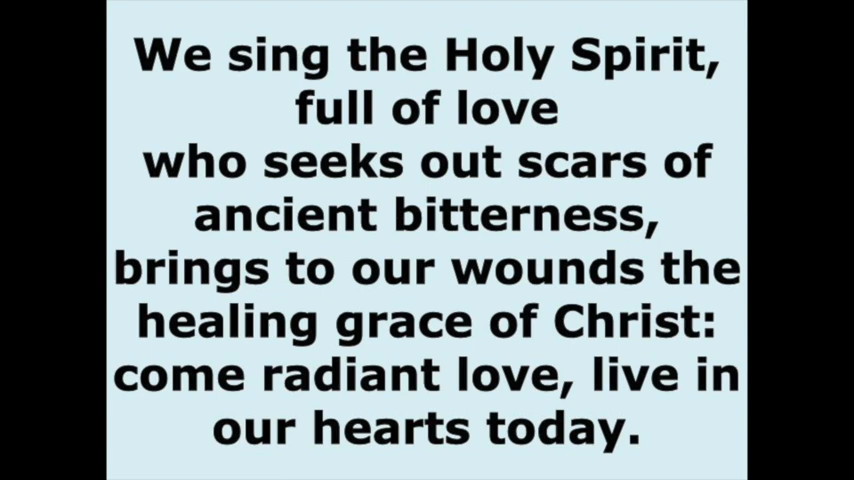 We sing the Holy Spirit,
full of love
who seeks out scars of
ancient bitterness,
brings to our wounds the
healing grace of Christ:
come radiant love, live in
our hearts today.